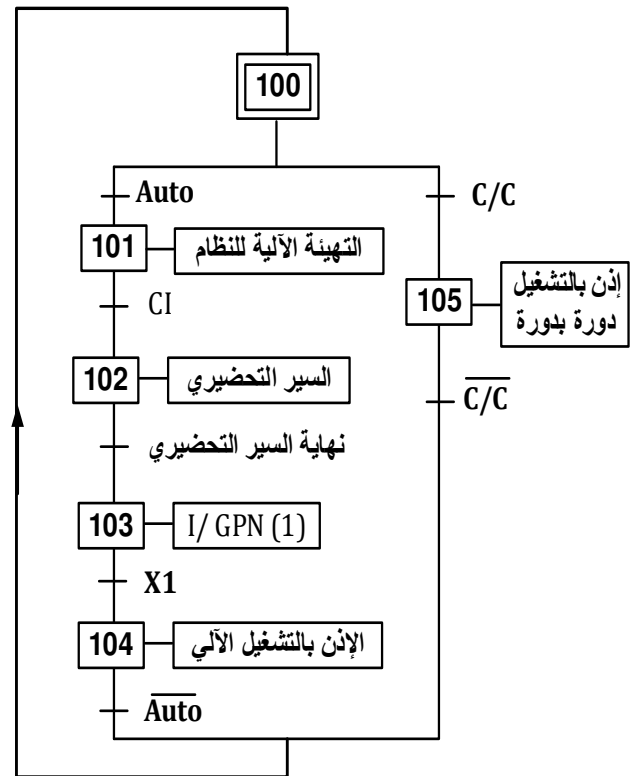 100
Auto
C/C
101
التهيئة الآلية للنظام
CI
105
إذن بالتشغيل
دورة بدورة
102
السير التحضيري
C/C̅
نهاية السير التحضيري
103
I/ GPN (1)
X1
104
الإذن بالتشغيل الآلي
A̅u̅t̅o̅